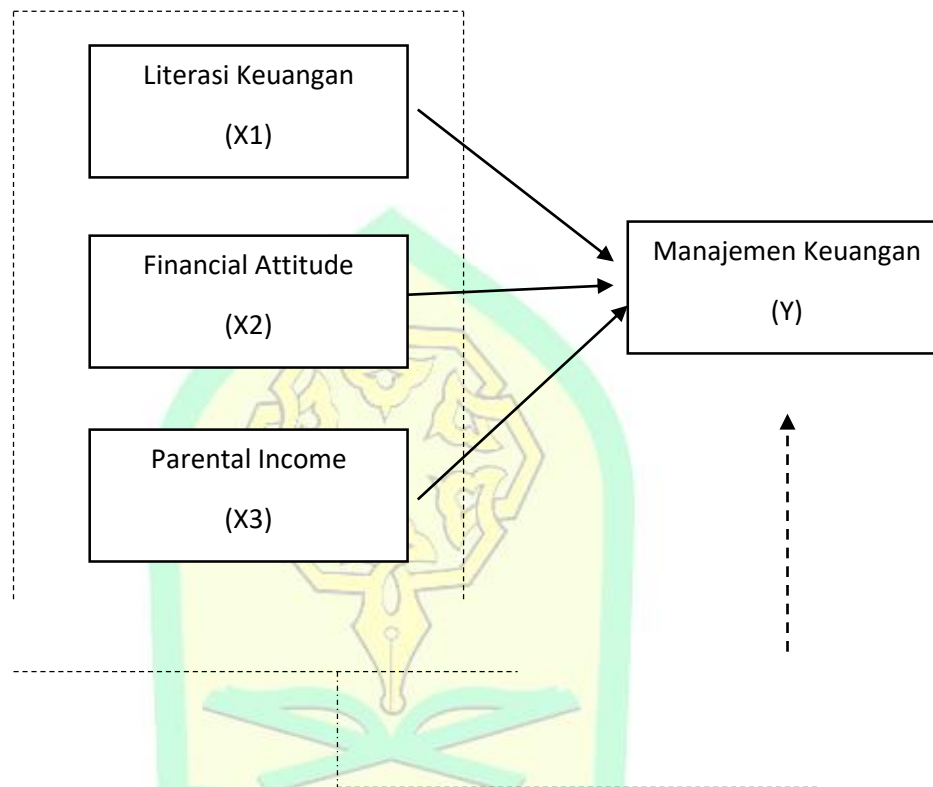 Literasi Keuangan
(X1)
Financial Attitude
(X2)
Manajemen Keuangan
(Y)
Parental Income
(X3)